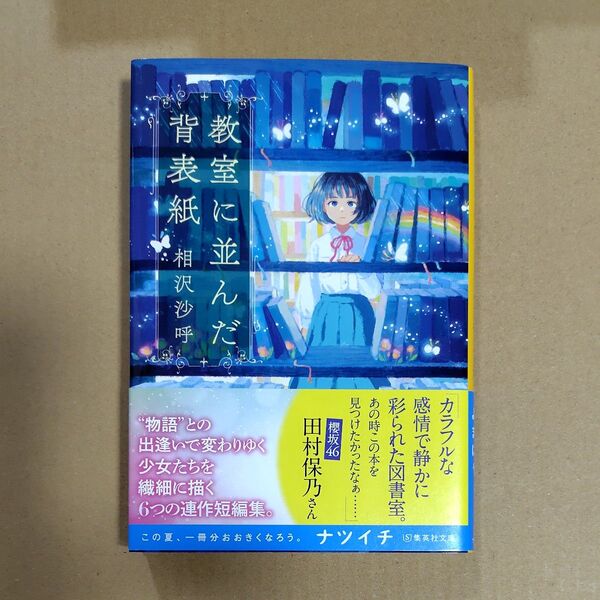 教室に並んだ
背表紙
相沢沙呼
「カラフルな
感情で静かに
彩られた図書室。
あの時この本を
見つけたかったなぁ……」
櫻坂46
田村保乃さん
“物語”との
出逢いで変わりゆく
少女たちを
繊細に描く
6つの連作短編集。
この夏、一冊分おおきくなろう。
ナツイチ
S集英社文庫